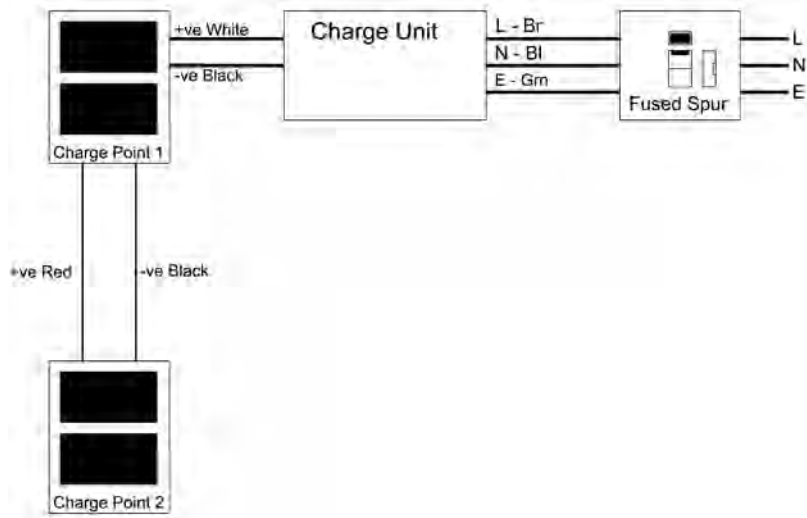 +ve White
-ve Black
Charge Point 1
Charge Unit
L - Br
N - Bl
E - Grn
Fused Spur
L
N
E
+ve Red
-ve Black
Charge Point 2